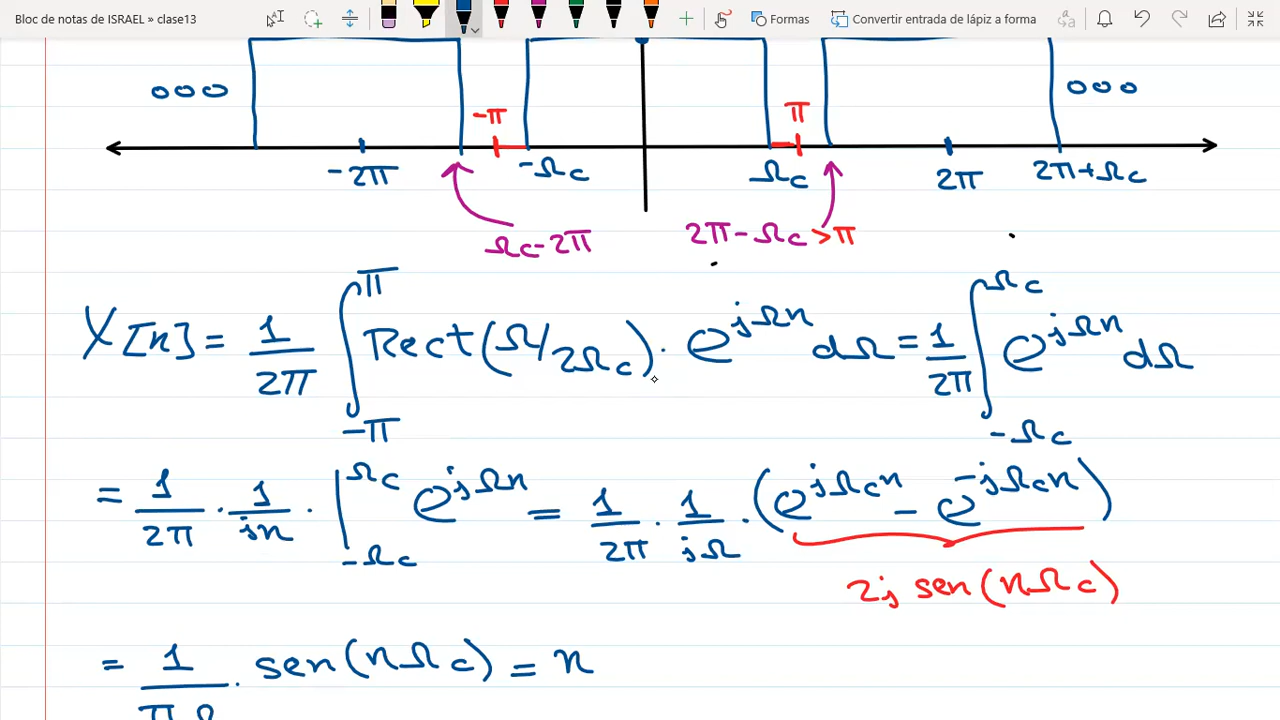 Bloc de notas de ISRAEL » clase13
Formas
Convertir entrada de lápiz a forma
000 -π π 000
-2π -Ωc Ωc 2π 2π+Ωc
Ωc-2π 2π-Ωc >π
X[n] = 1/2π ∫_{-π}^{π} Rect(Ω/2Ωc) · e^{jΩn} dΩ = 1/2π ∫_{-Ωc}^{Ωc} e^{jΩn} dΩ
= 1/2π · 1/jn · |_{-Ωc}^{Ωc} e^{jΩn} = 1/2π · 1/jΩ · (e^{jΩcn} - e^{-jΩcn})
2j sen(nΩc)
= 1/πΩ · sen(nΩc) = n